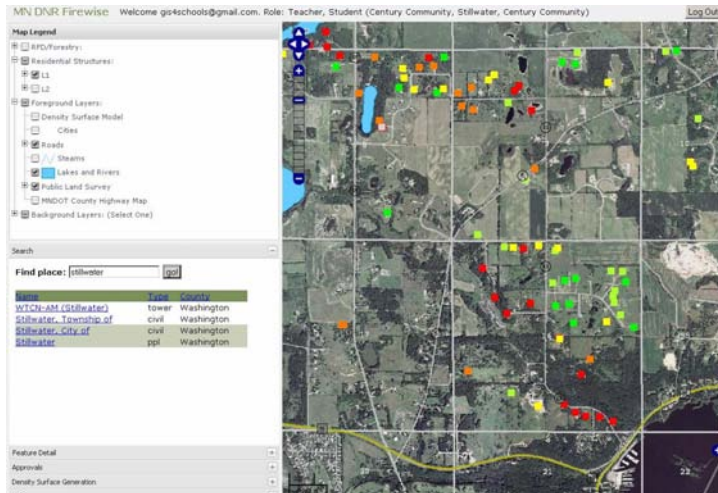 MN DNR Firewise Welcome gis4schools@gmail.com. Role: Teacher, Student (Century Community, Stillwater, Century Community) Log Out
Map Legend
RFD/Forestry:
Residential Structures:
L1
L2
Foreground Layers:
Density Surface Model
Cities
Roads
Steams
Lakes and Rivers
Public Land Survey
MNDOT County Highway Map
Background Layers: (Select One)
Search
Find place: stillwater go!
Name Type County
WTCN-AM (Stillwater) tower Washington
Stillwater, Township of civil Washington
Stillwater, City of civil Washington
Stillwater ppl Washington
Feature Detail
Approvals
Density Surface Generation
21
22